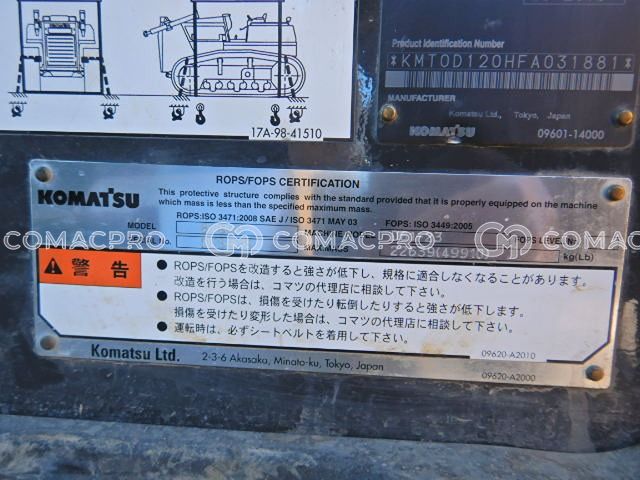 17A-98-41510
Product Identification Number
*KMT0D120HFA031881*
MANUFACTURER
Komatsu Ltd., Tokyo, Japan
KOMATSU
09601-14000
KOMATSU
ROPS/FOPS CERTIFICATION
This protective structure complies with the standard provided that it is properly equipped on the machine
which mass is less than the specified maximum mass.
ROPS:ISO 3471:2008 SAE J / ISO 3471 MAY 03 FOPS: ISO 3449:2005
MODEL MACHINE MODEL
FOPS LEVEL
22639(49913) kg(Lb)
COMACPRO COMACPRO COMACPRO
警告
● ROPS/FOPSを改造すると強さが低下し、規格に適合しなくなることがあります。
改造を行う場合は、コマツの代理店に相談して下さい。
● ROPS/FOPSは、損傷を受けたり転倒したりすると強さが低下します。
損傷を受けたり変形した場合は、コマツの代理店に相談して下さい。
● 運転時は、必ずシートベルトを着用して下さい。
09620-A2010
Komatsu Ltd. 2-3-6 Akasaka, Minato-ku, Tokyo, Japan
09620-A2000
COMACPRO COMACPRO COMACPRO